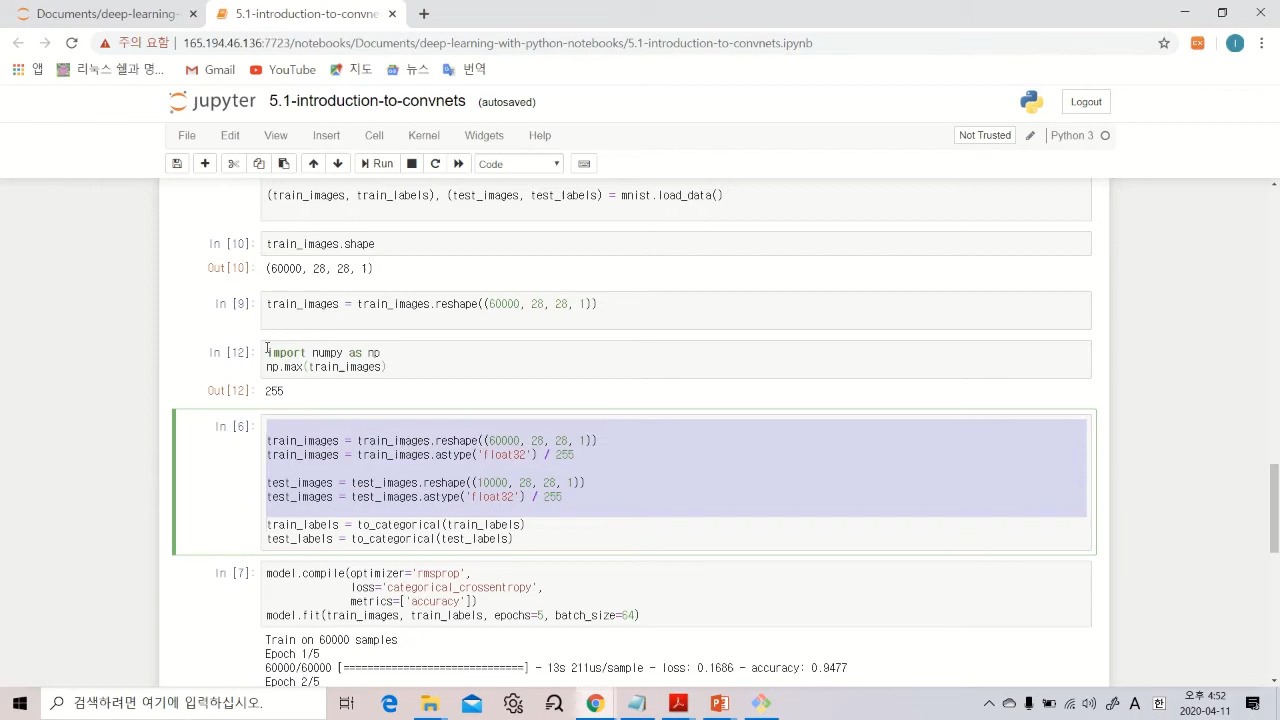 Documents/deep-learning-
5.1-introduction-to-convne
주의 요함
165.194.46.136:7723/notebooks/Documents/deep-learning-with-python-notebooks/5.1-introduction-to-convnets.ipynb
앱
리눅스 쉘과 명...
Gmail
YouTube
지도
뉴스
번역
jupyter 5.1-introduction-to-convnets (autosaved)
Logout
File Edit View Insert Cell Kernel Widgets Help
Not Trusted
Python 3
Run
Code
(train_images, train_labels), (test_images, test_labels) = mnist.load_data()
In [10]: train_images.shape
Out[10]: (60000, 28, 28, 1)
In [9]: train_images = train_images.reshape((60000, 28, 28, 1))
In [12]: import numpy as np
np.max(train_images)
Out[12]: 255
In [6]:
train_images = train_images.reshape((60000, 28, 28, 1))
train_images = train_images.astype('float32') / 255
test_images = test_images.reshape((10000, 28, 28, 1))
test_images = test_images.astype('float32') / 255
train_labels = to_categorical(train_labels)
test_labels = to_categorical(test_labels)
In [7]: model.compile(optimizer='rmsprop',
loss='categorical_crossentropy',
metrics=['accuracy'])
model.fit(train_images, train_labels, epochs=5, batch_size=64)
Train on 60000 samples
Epoch 1/5
60000/60000 [==============================] - 13s 211us/sample - loss: 0.1686 - accuracy: 0.9477
Epoch 2/5
검색하려면 여기에 입력하십시오.
A
한
오후 4:52
2020-04-11